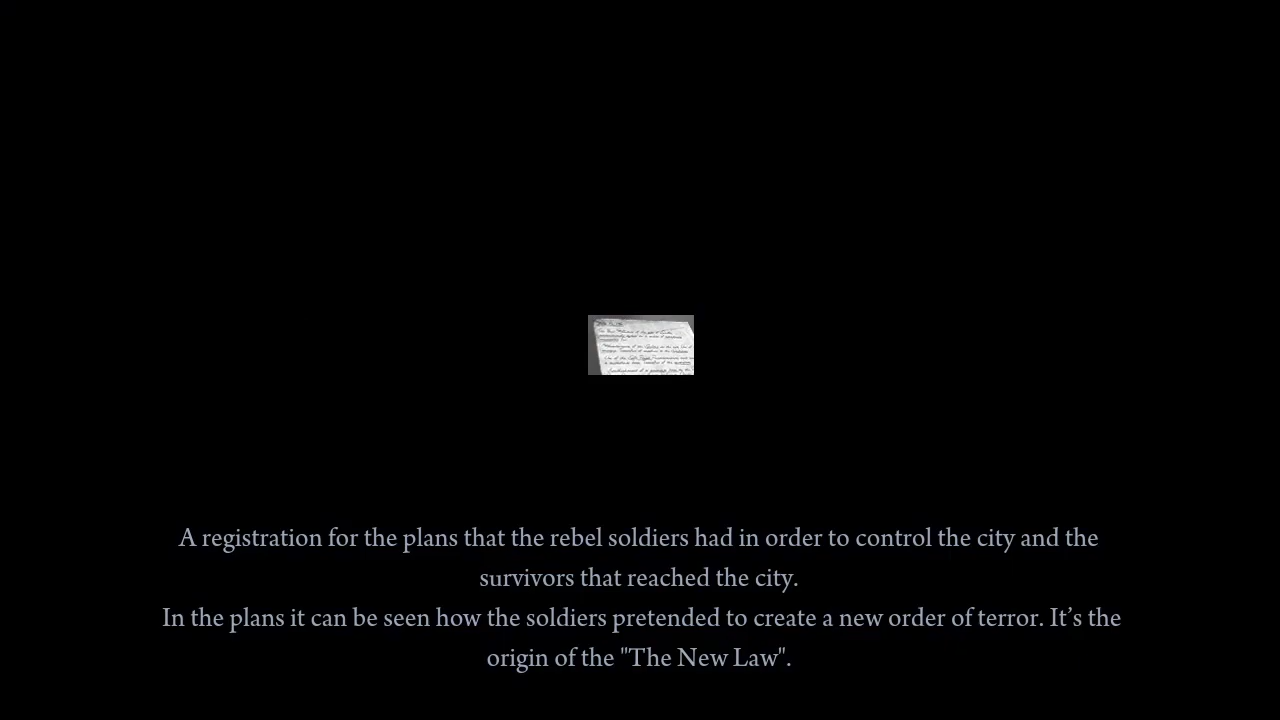 A registration for the plans that the rebel soldiers had in order to control the city and the
survivors that reached the city.
In the plans it can be seen how the soldiers pretended to create a new order of terror. It’s the
origin of the "The New Law".